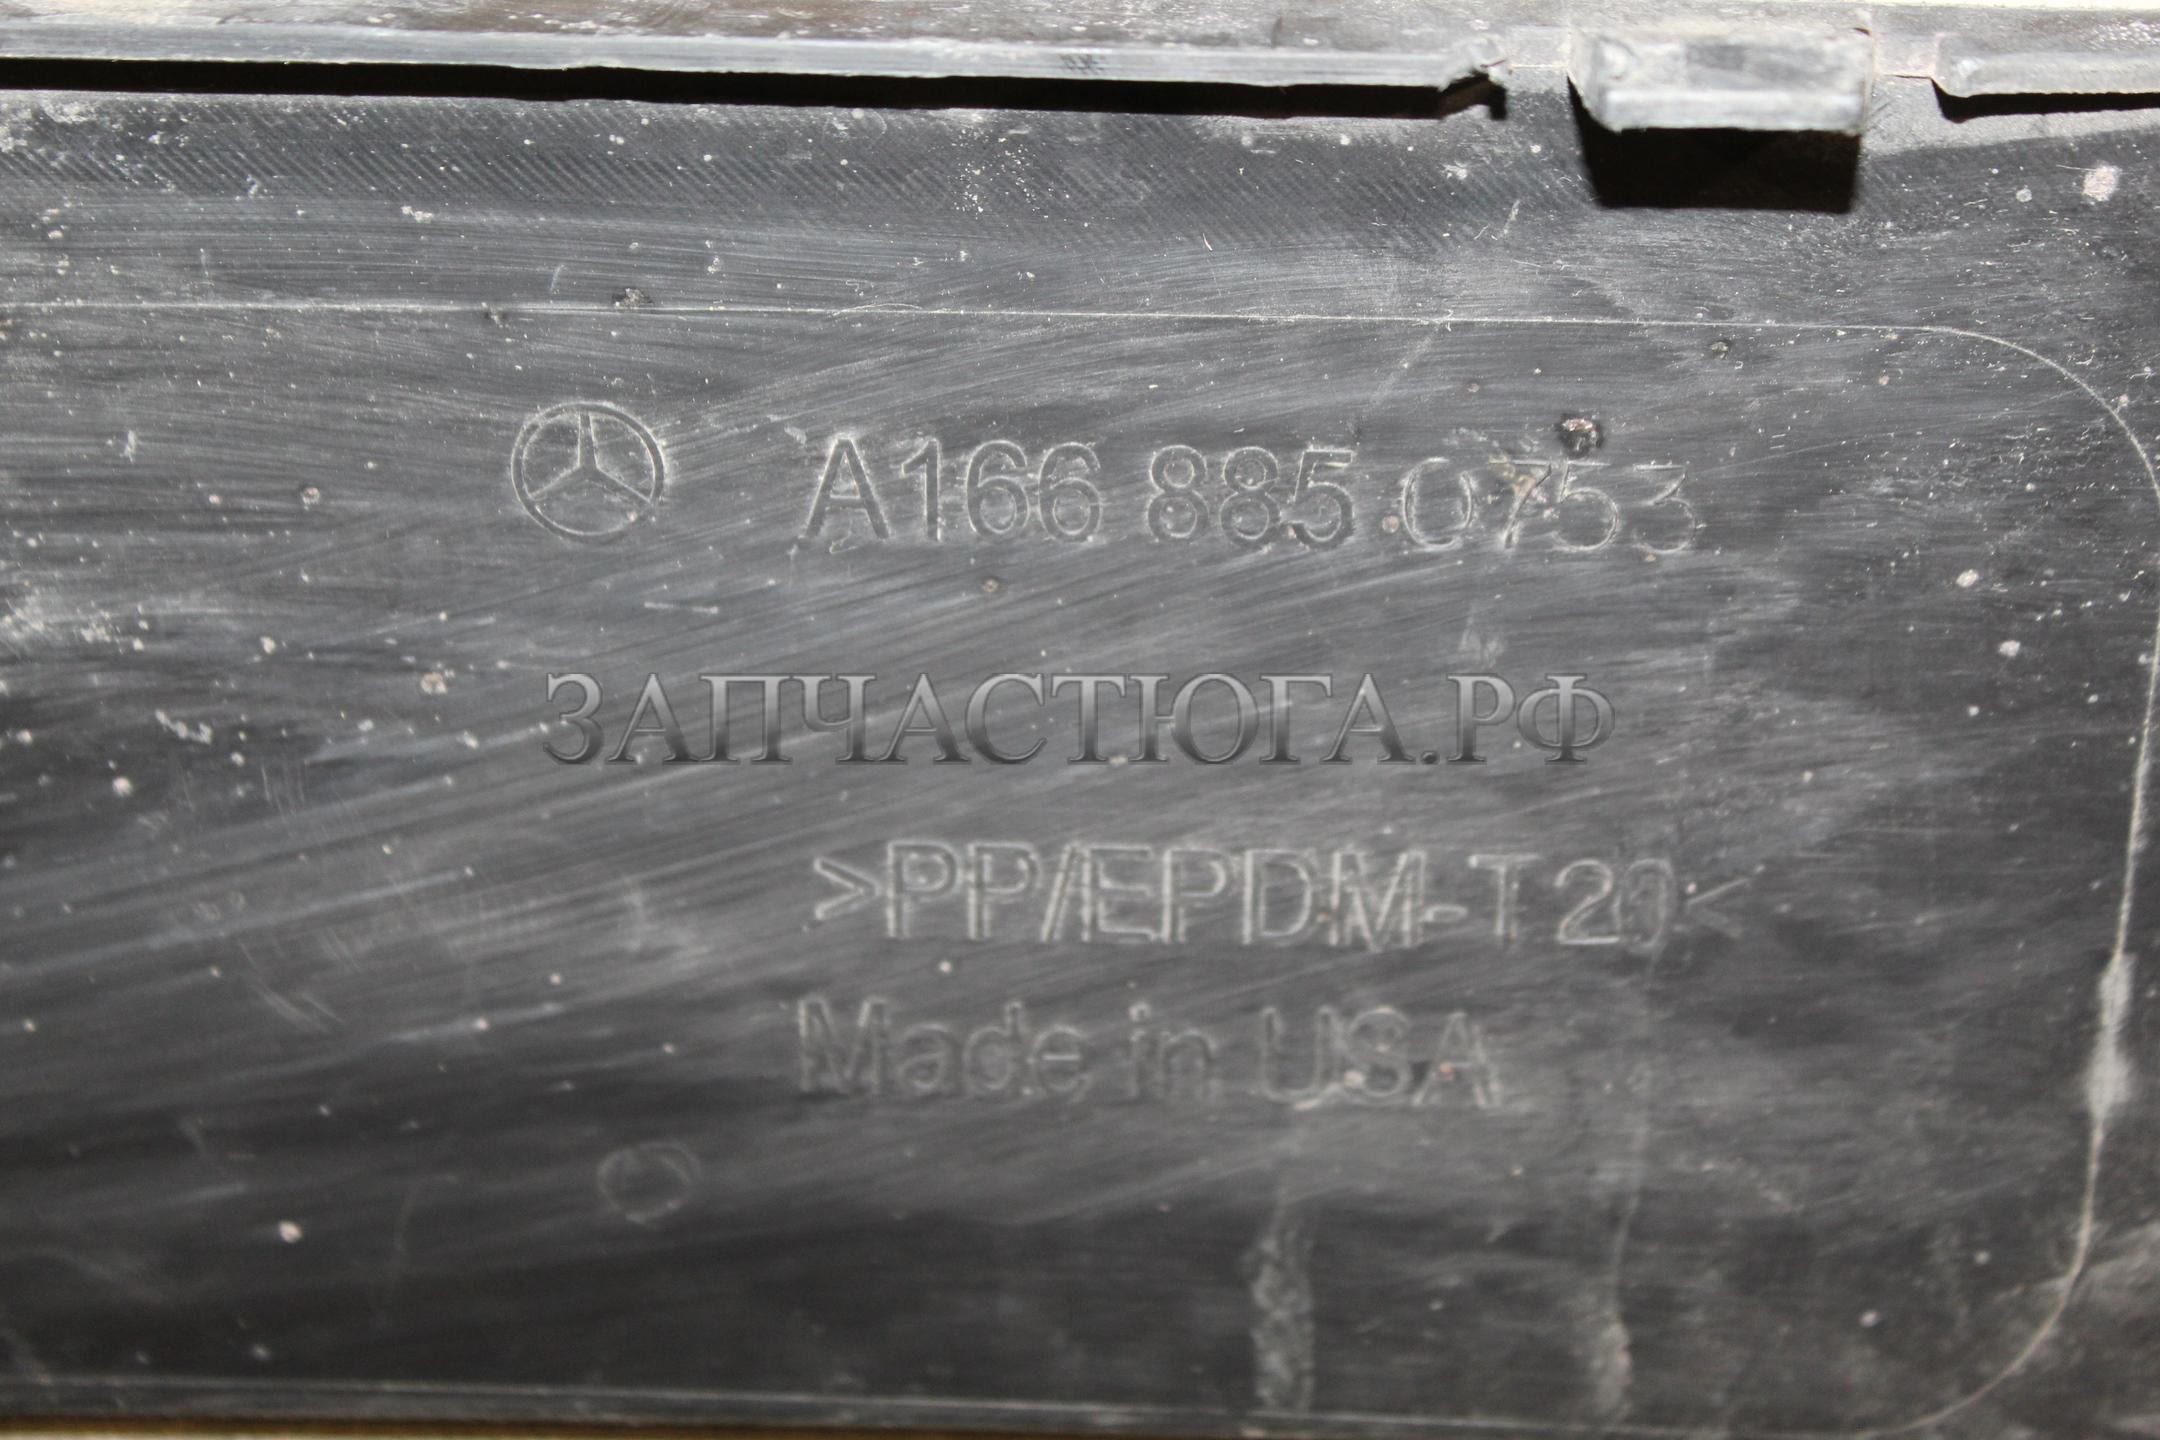 A166 885 0753
ЗАПЧАСТЮГА.РФ
>PP/EPDM-T20<
Made in USA